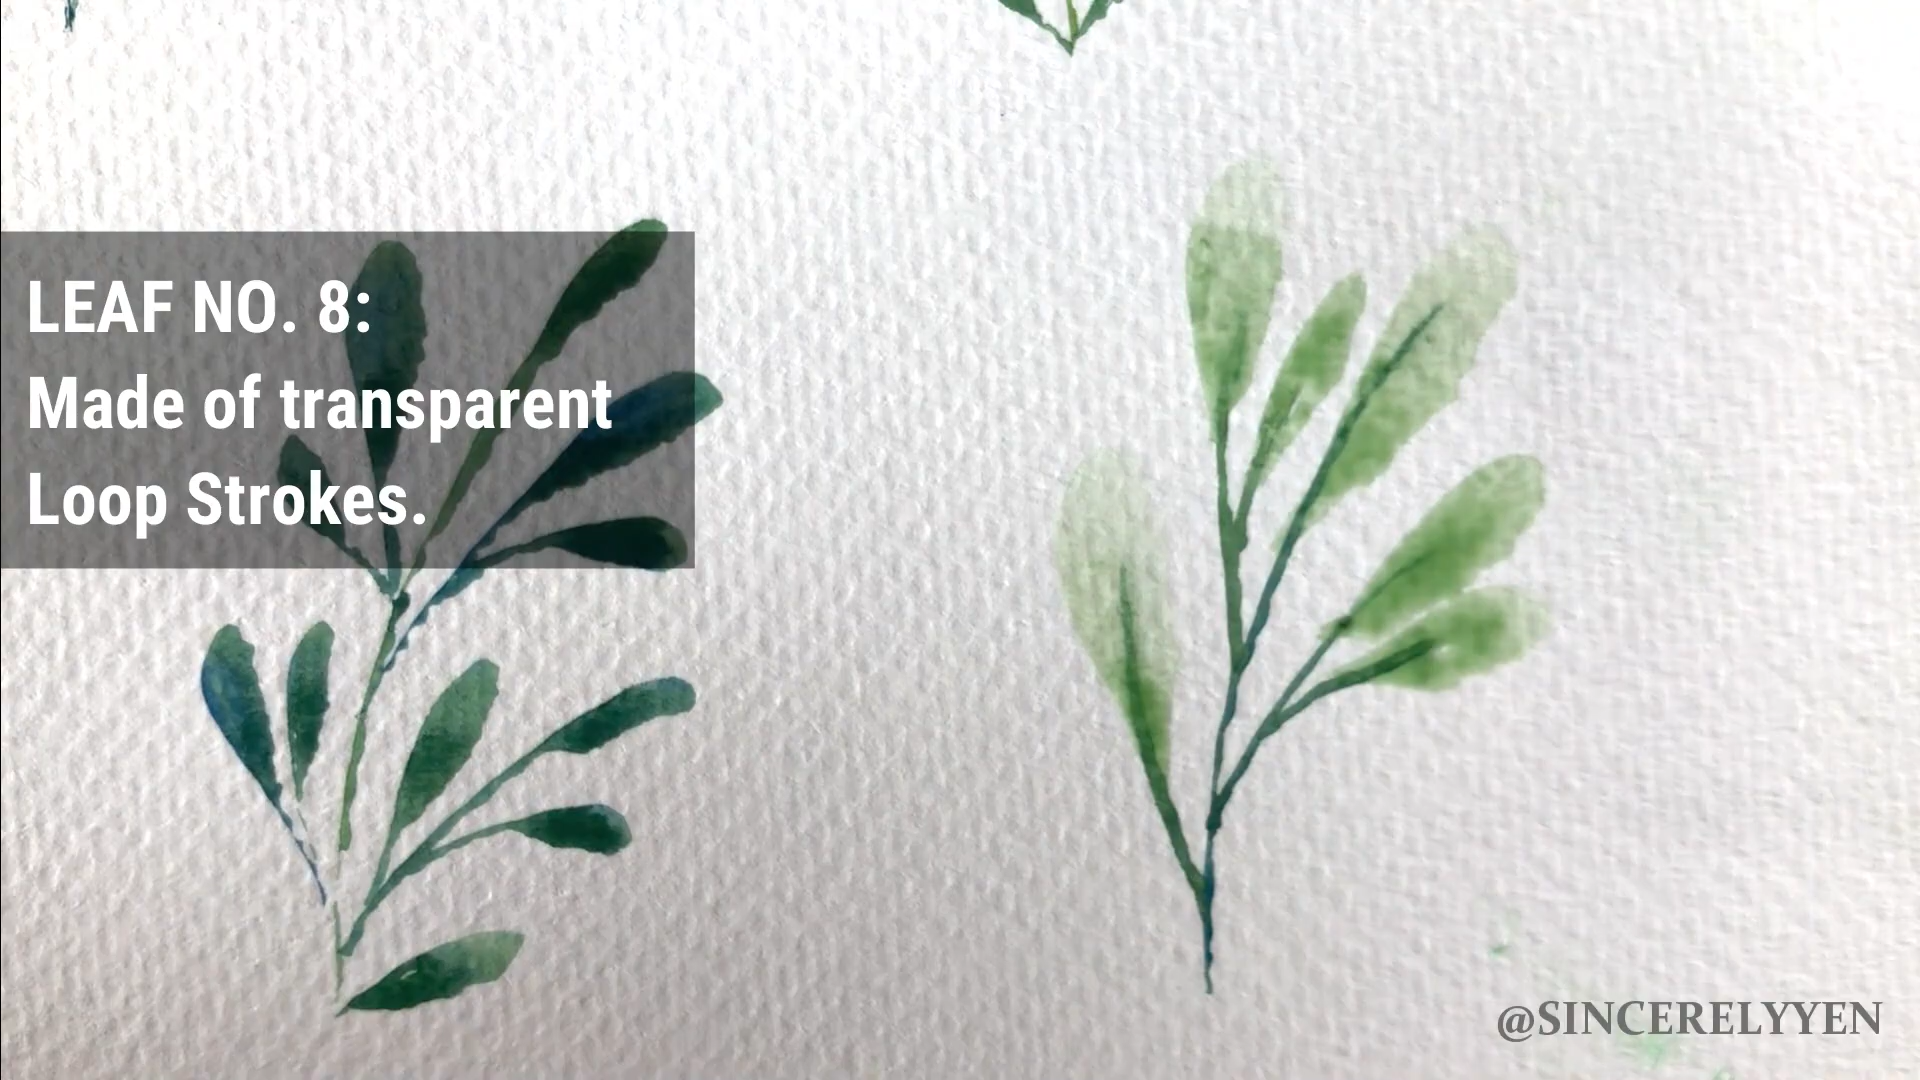 LEAF NO. 8:
Made of transparent
Loop Strokes.
@SINCERELYYEN